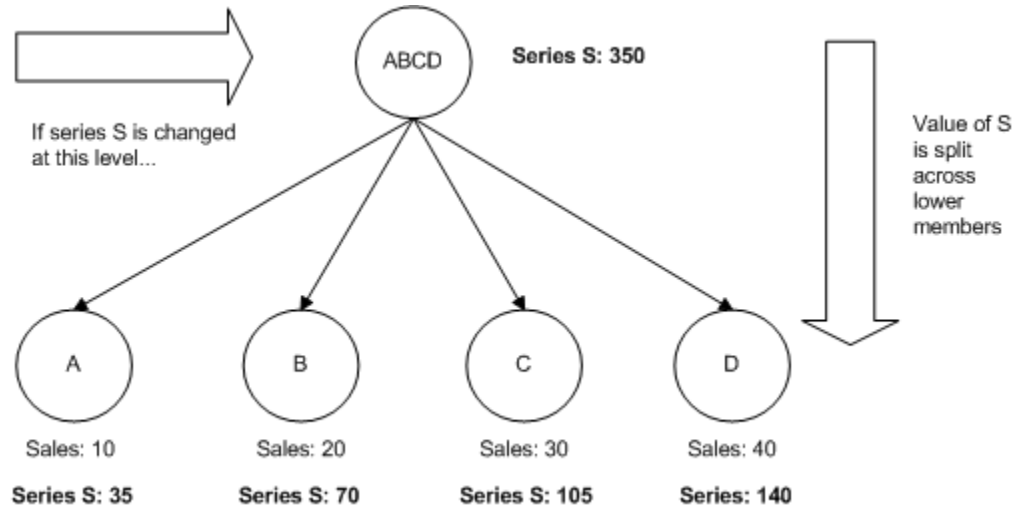 ABCD
Series S: 350
If series S is changed
at this level...
Value of S
is split
across
lower
members
A
B
C
D
Sales: 10
Sales: 20
Sales: 30
Sales: 40
Series S: 35
Series S: 70
Series S: 105
Series: 140